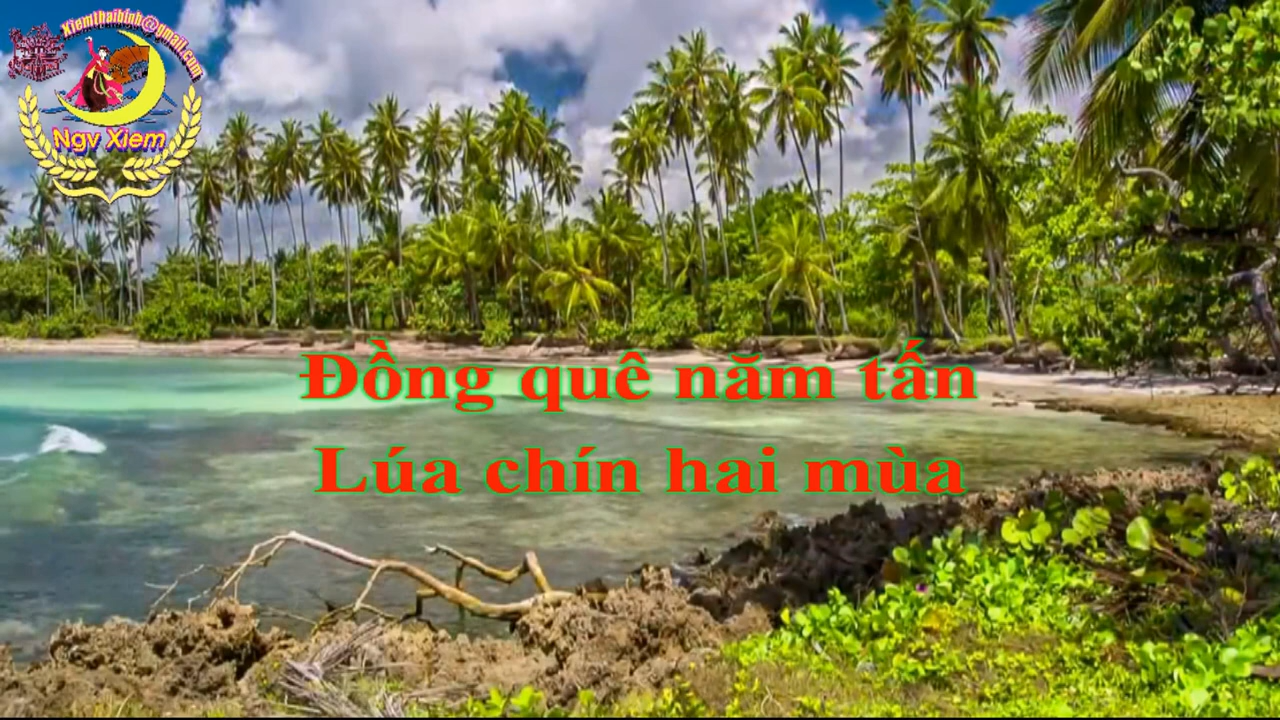 Xiemthaibinh@gmail.com
Ngv Xiem
Đồng quê năm tấn
Lúa chín hai mùa